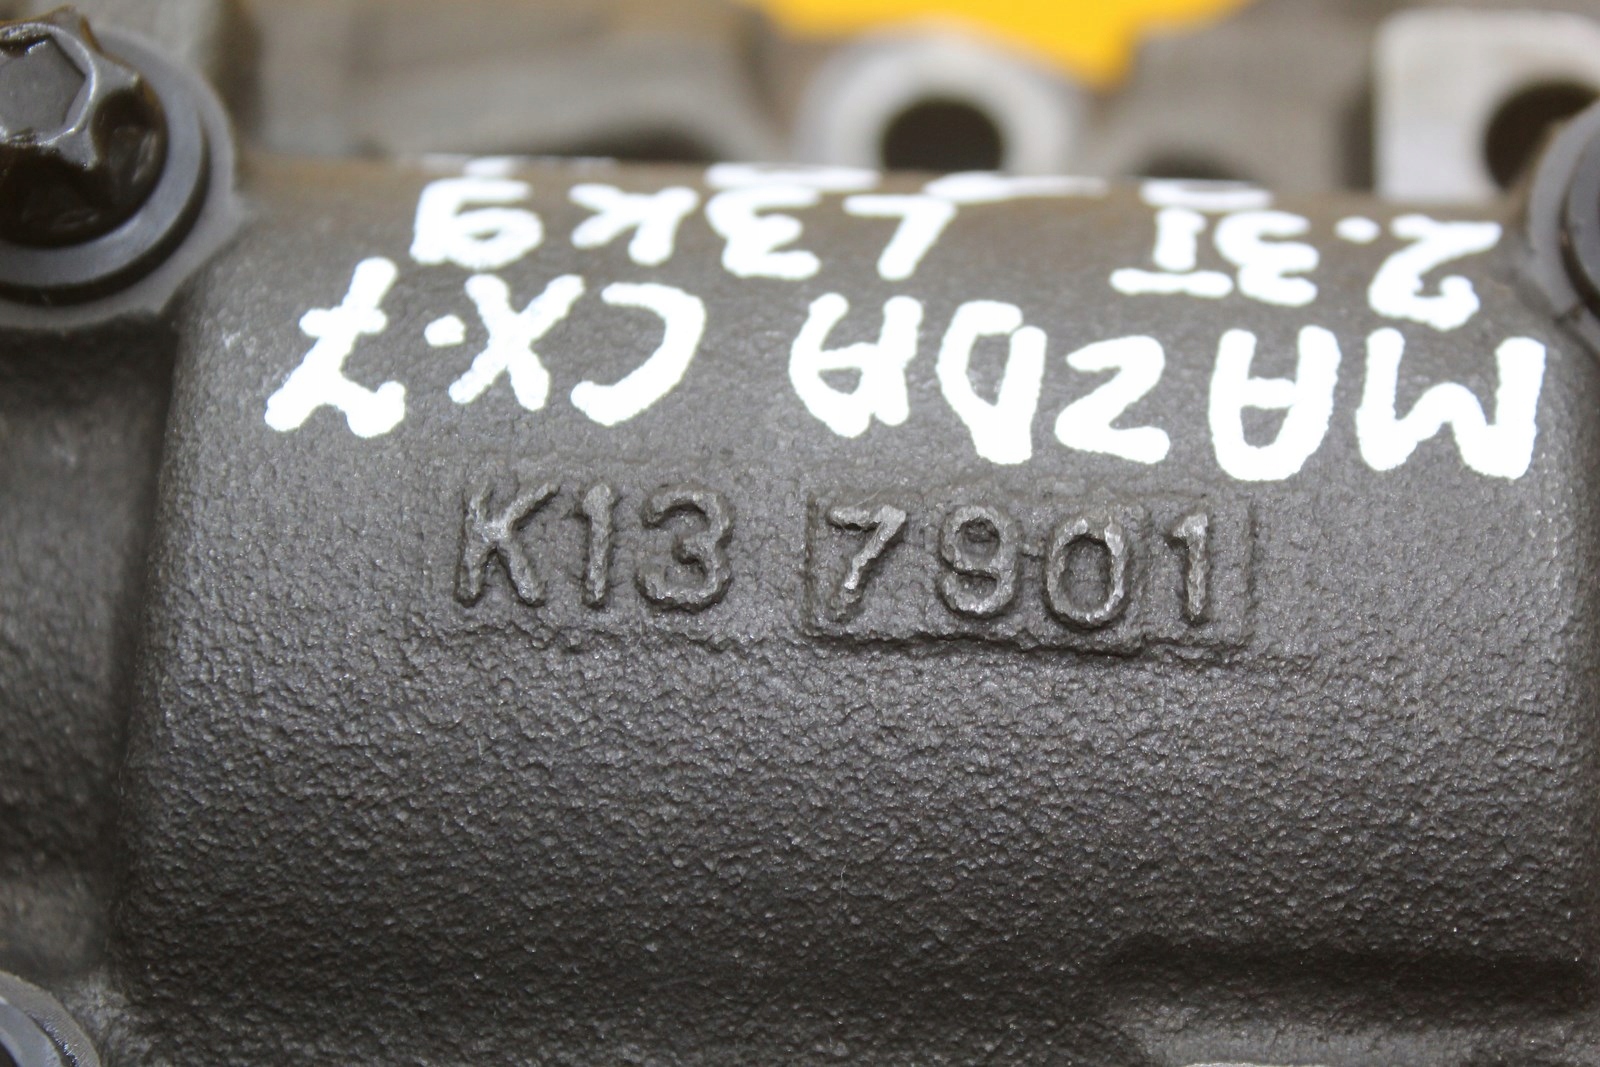 MAZDA CX-7
2.3T L3K9
K13 7901